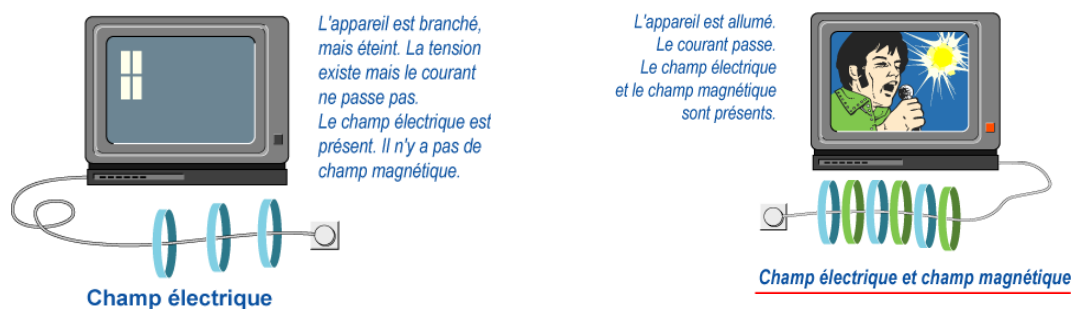 L'appareil est branché,
mais éteint. La tension
existe mais le courant
ne passe pas.
Le champ électrique est
présent. Il n'y a pas de
champ magnétique.
Champ électrique
L'appareil est allumé.
Le courant passe.
Le champ électrique
et le champ magnétique
sont présents.
Champ électrique et champ magnétique